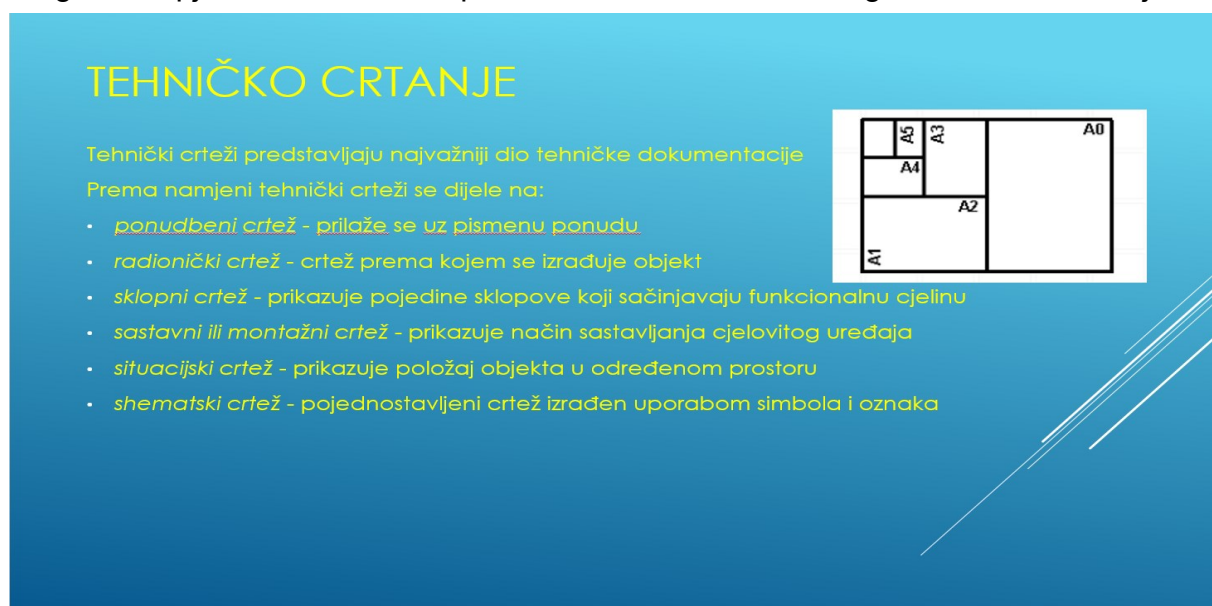 TEHNIČKO CRTANJE
Tehnički crteži predstavljaju najvažniji dio tehničke dokumentacije
Prema namjeni tehnički crteži se dijele na:
• ponudbeni crtež - prilaže se uz pismenu ponudu
• radionički crtež - crtež prema kojem se izrađuje objekt
• sklopni crtež - prikazuje pojedine sklopove koji sačinjavaju funkcionalnu cjelinu
• sastavni ili montažni crtež - prikazuje način sastavljanja cjelovitog uređaja
• situacijski crtež - prikazuje položaj objekta u određenom prostoru
• shematski crtež - pojednostavljeni crtež izrađen uporabom simbola i oznaka
A5
A3
A0
A4
A2
A1